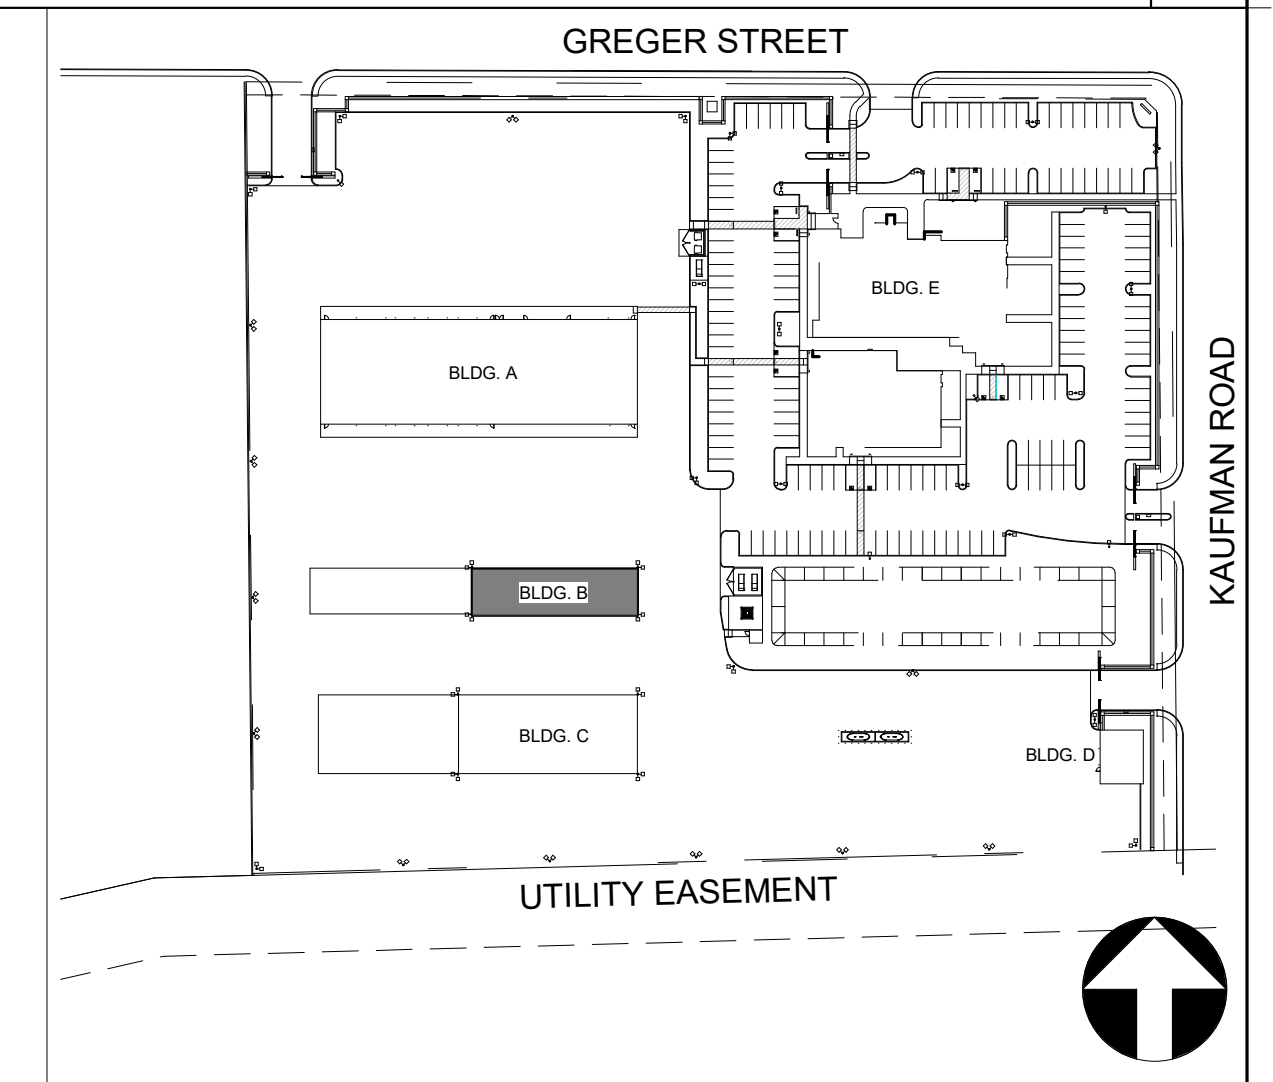 GREGER STREET
BLDG. E
BLDG. A
KAUFMAN ROAD
BLDG. B
BLDG. C
BLDG. D
UTILITY EASEMENT